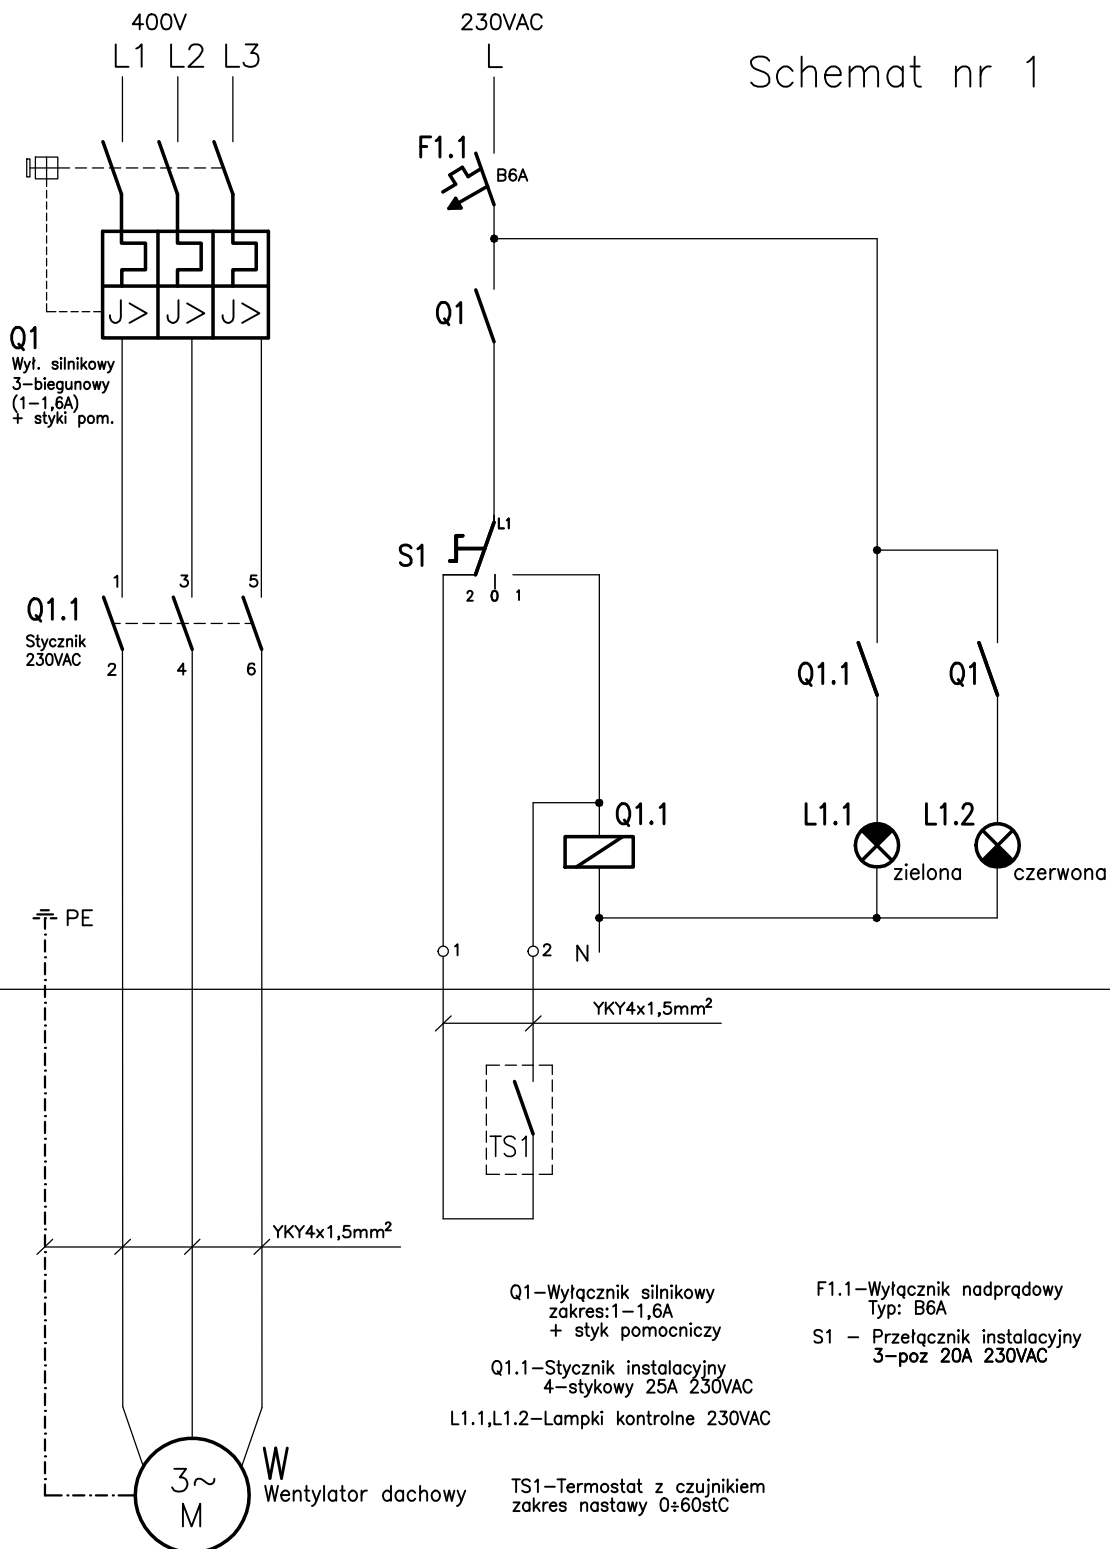 400V
L1 L2 L3
230VAC
L
Schemat nr 1
F1.1
B6A
J> J> J>
Q1
Wył. silnikowy
3-biegunowy
(1-1,6A)
+ styki pom.
Q1
L1
S1
2 0 1
1 3 5
Q1.1
Stycznik
230VAC
2 4 6
Q1.1
Q1
Q1.1
L1.1
zielona
L1.2
czerwona
PE
1
2
N
YKY4x1,5mm²
TS1
YKY4x1,5mm²
Q1-Wyłącznik silnikowy
zakres:1-1,6A
+ styk pomocniczy
F1.1-Wyłącznik nadprądowy
Typ: B6A
S1 - Przełącznik instalacyjny
3-poz 20A 230VAC
Q1.1-Stycznik instalacyjny
4-stykowy 25A 230VAC
L1.1,L1.2-Lampki kontrolne 230VAC
TS1-Termostat z czujnikiem
zakres nastawy 0÷60stC
W
Wentylator dachowy
3~
M